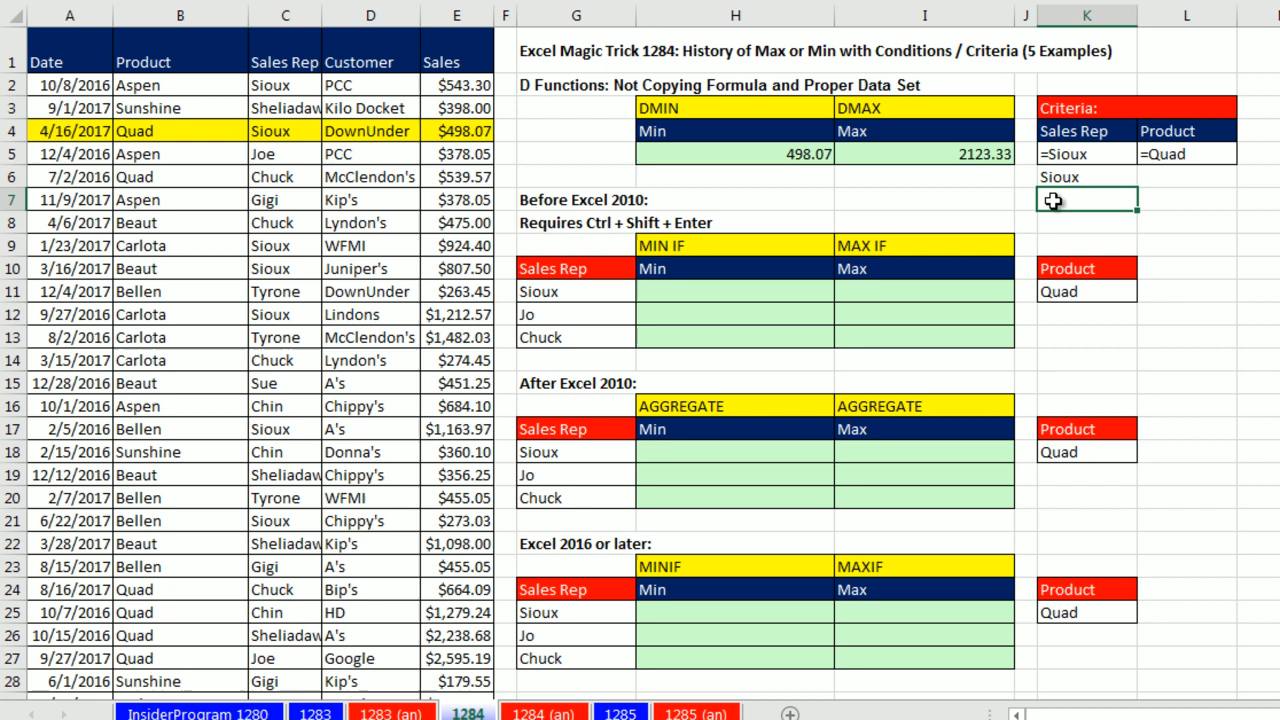 A B C D E F G H I J K L
1 Date Product Sales Rep Customer Sales Excel Magic Trick 1284: History of Max or Min with Conditions / Criteria (5 Examples)
2 10/8/2016 Aspen Sioux PCC $543.30 D Functions: Not Copying Formula and Proper Data Set
3 9/1/2017 Sunshine Sheliadaw Kilo Docket $398.00 DMIN DMAX Criteria:
4 4/16/2017 Quad Sioux DownUnder $498.07 Min Max Sales Rep Product
5 12/4/2016 Aspen Joe PCC $378.05 498.07 2123.33 =Sioux =Quad
6 7/2/2016 Quad Chuck McClendon's $539.57 Sioux
7 11/9/2017 Aspen Gigi Kip's $378.05 Before Excel 2010:
8 4/6/2017 Beaut Chuck Lyndon's $475.00 Requires Ctrl + Shift + Enter
9 1/23/2017 Carlota Sioux WFMI $924.40 MIN IF MAX IF
10 3/16/2017 Beaut Sioux Juniper's $807.50 Sales Rep Min Max Product
11 12/4/2017 Bellen Tyrone DownUnder $263.45 Sioux Quad
12 9/27/2017 Carlota Sioux Lindons $1,212.57 Jo
13 8/2/2017 Carlota Tyrone McClendon's $1,482.03 Chuck
14 3/15/2017 Carlota Chuck Lyndon's $274.45
15 12/28/2016 Beaut Sue A's $451.25 After Excel 2010:
16 10/1/2016 Aspen Chin Chippy's $684.10 AGGREGATE AGGREGATE
17 2/5/2017 Bellen Sioux A's $1,163.97 Sales Rep Min Max Product
18 2/15/2017 Sunshine Chin Donna's $360.10 Sioux Quad
19 12/12/2016 Beaut Sheliadaw Chippy's $356.25 Jo
20 2/7/2017 Bellen Tyrone WFMI $455.05 Chuck
21 6/22/2017 Bellen Sioux Chippy's $273.03
22 3/28/2017 Beaut Sheliadaw Kip's $1,098.00 Excel 2016 or later:
23 8/15/2017 Bellen Gigi A's $455.05 MINIF MAXIF
24 8/16/2017 Quad Chuck Bip's $664.09 Sales Rep Min Max Product
25 10/7/2016 Quad Chin HD $1,279.24 Sioux Quad
26 10/15/2016 Quad Sheliadaw A's $2,238.68 Jo
27 9/27/2017 Quad Joe Google $2,595.19 Chuck
28 6/1/2016 Sunshine Gigi Kip's $179.55
InsiderProgram 1280 1283 1283 (an) 1284 1284 (an) 1285 1285 (an)